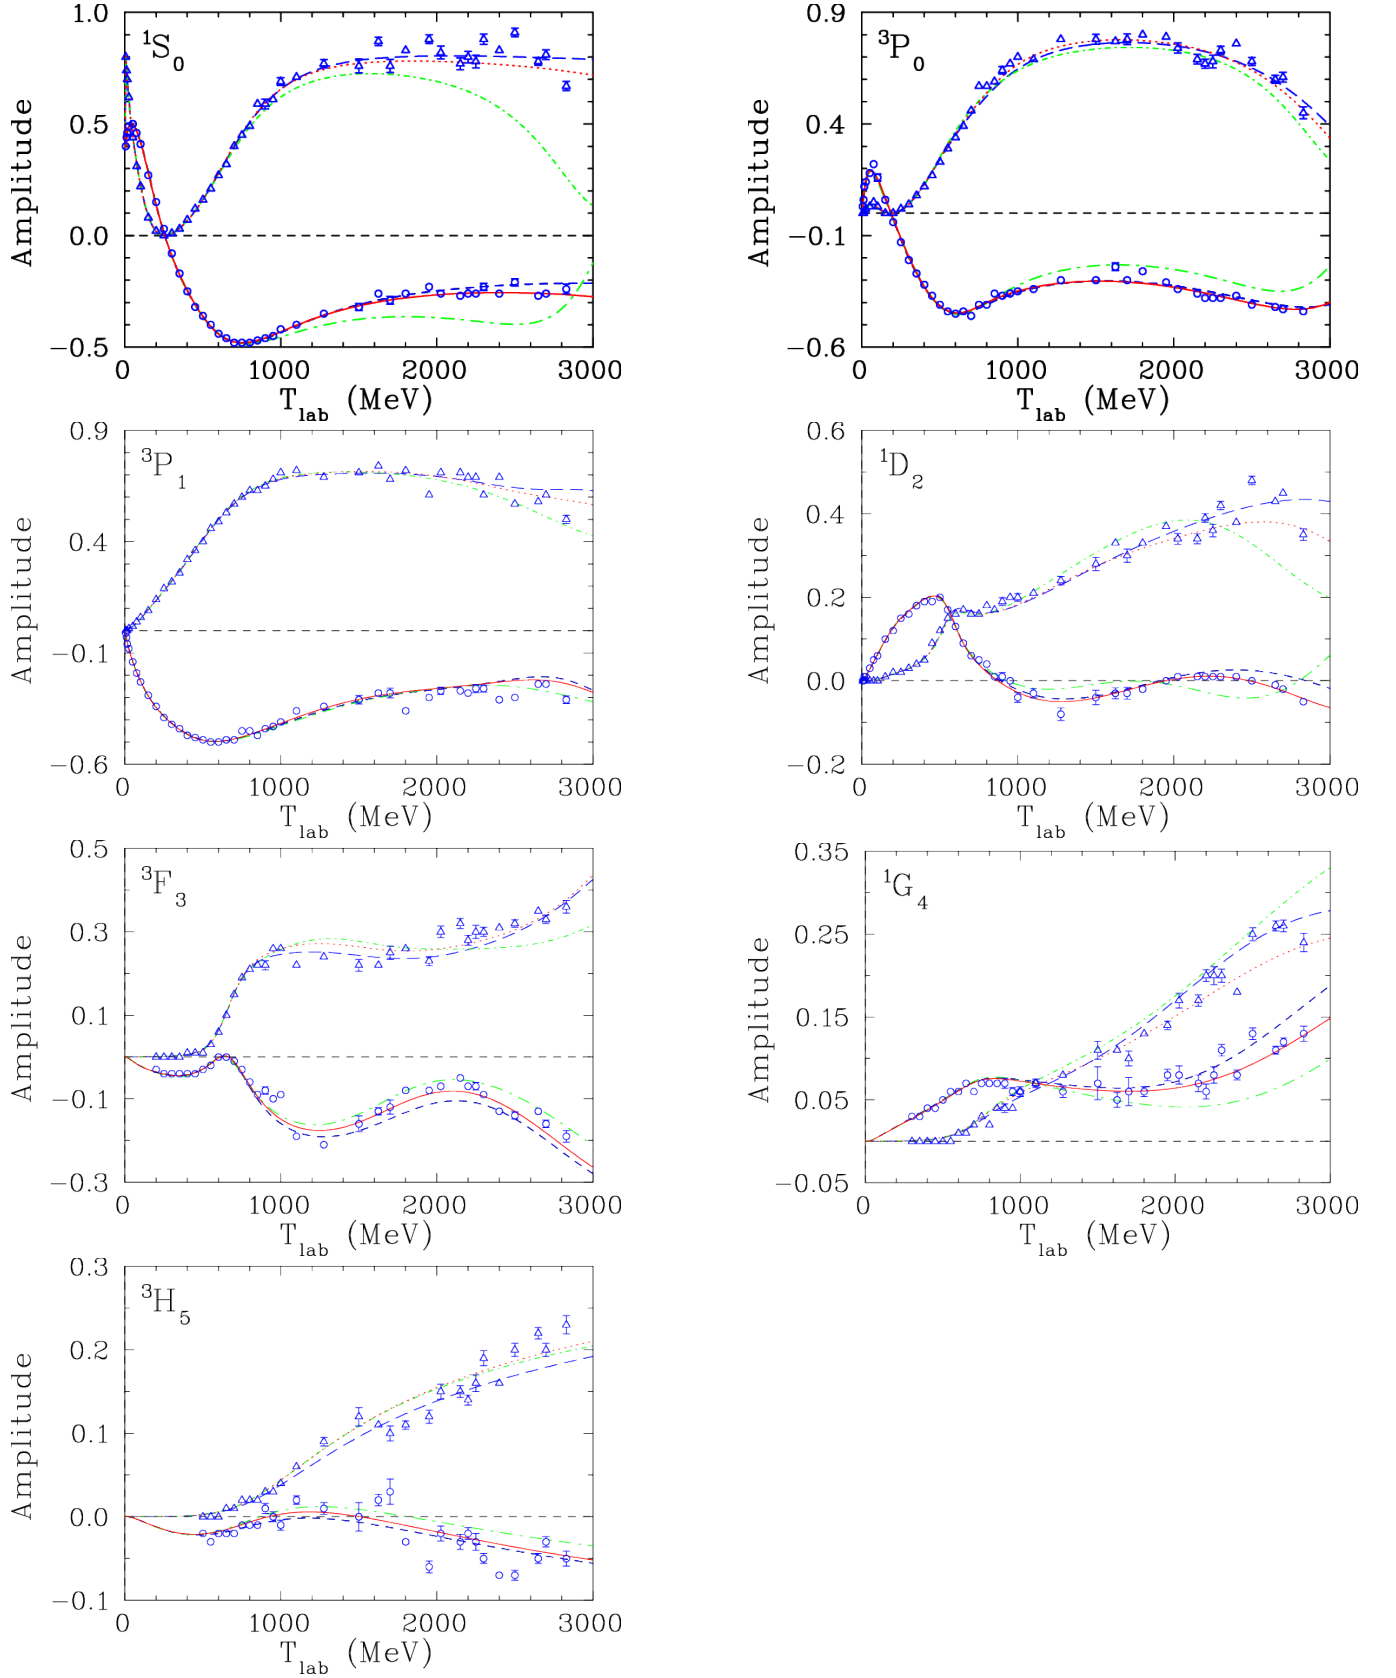 1.0
0.5
0.0
−0.5
Amplitude
¹S₀
0 1000 2000 3000
T_lab (MeV)
0.9
0.4
−0.1
−0.6
Amplitude
³P₀
0 1000 2000 3000
T_lab (MeV)
0.9
0.4
−0.1
−0.6
Amplitude
³P₁
0 1000 2000 3000
T_lab (MeV)
0.6
0.4
0.2
0.0
−0.2
Amplitude
¹D₂
0 1000 2000 3000
T_lab (MeV)
0.5
0.3
0.1
−0.1
−0.3
Amplitude
³F₃
0 1000 2000 3000
T_lab (MeV)
0.35
0.25
0.15
0.05
−0.05
Amplitude
¹G₄
0 1000 2000 3000
T_lab (MeV)
0.3
0.2
0.1
0.0
−0.1
Amplitude
³H₅
0 1000 2000 3000
T_lab (MeV)